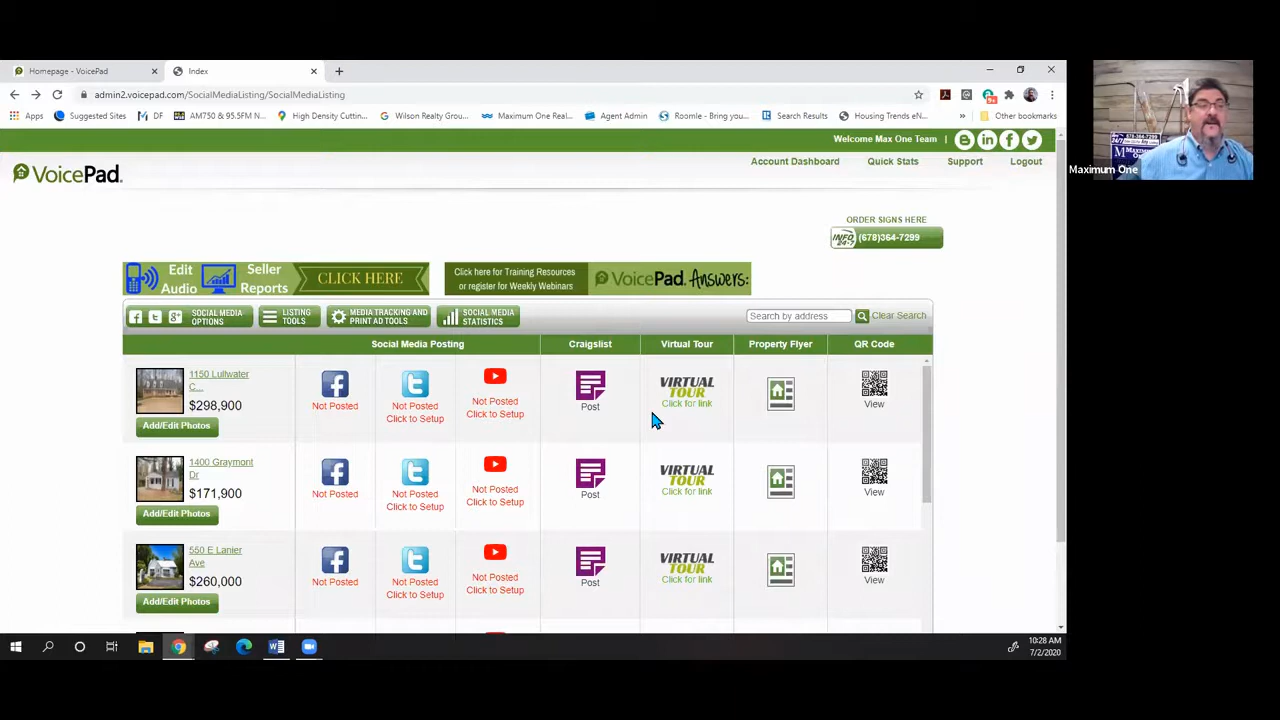 Homepage - VoicePad
Index
admin2.voicepad.com/SocialMediaListing/SocialMediaListing
Apps
Suggested Sites
DF
AM750 & 95.5FM N...
High Density Cuttin...
Wilson Realty Grou...
Maximum One Real...
Agent Admin
Roomle - Bring you...
Search Results
Housing Trends eN...
»
Other bookmarks
Welcome Max One Team |
VoicePad.
Account Dashboard
Quick Stats
Support
Logout
ORDER SIGNS HERE
INFO 24-7 (678)364-7299
Edit Audio
Seller Reports
CLICK HERE
Click here for Training Resources
or register for Weekly Webinars
VoicePad. Answers:
SOCIAL MEDIA OPTIONS
LISTING TOOLS
MEDIA TRACKING AND PRINT AD TOOLS
SOCIAL MEDIA STATISTICS
Search by address
Clear Search
Social Media Posting
Craigslist
Virtual Tour
Property Flyer
QR Code
1150 Lullwater
C...
$298,900
Add/Edit Photos
Not Posted
Not Posted
Click to Setup
Not Posted
Click to Setup
Post
VIRTUAL
TOUR
Click for link
View
1400 Graymont
Dr
$171,900
Add/Edit Photos
Not Posted
Not Posted
Click to Setup
Not Posted
Click to Setup
Post
VIRTUAL
TOUR
Click for link
View
550 E Lanier
Ave
$260,000
Add/Edit Photos
Not Posted
Not Posted
Click to Setup
Not Posted
Click to Setup
Post
VIRTUAL
TOUR
Click for link
View
10:28 AM
7/2/2020
678-364-7299
Maximum One